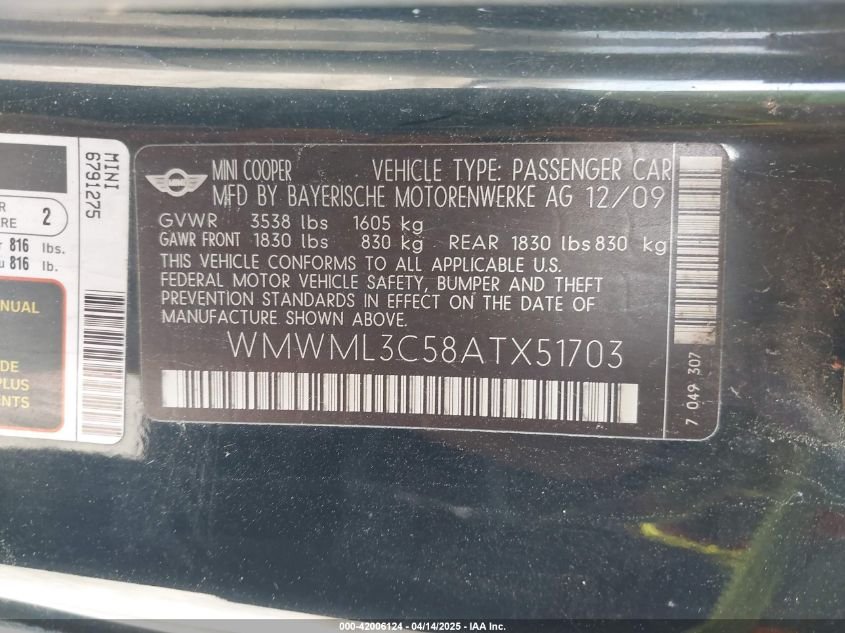 MINI COOPER VEHICLE TYPE: PASSENGER CAR
MFD BY BAYERISCHE MOTORENWERKE AG 12/09
GVWR 3538 lbs 1605 kg
GAWR FRONT 1830 lbs 830 kg REAR 1830 lbs 830 kg
THIS VEHICLE CONFORMS TO ALL APPLICABLE U.S.
FEDERAL MOTOR VEHICLE SAFETY, BUMPER AND THEFT
PREVENTION STANDARDS IN EFFECT ON THE DATE OF
MANUFACTURE SHOWN ABOVE.
WMWML3C58ATX51703
7 049 307
MINI
6791275
2
816 lbs.
816 lb.
000-42006124 - 04/14/2025 - IAA Inc.